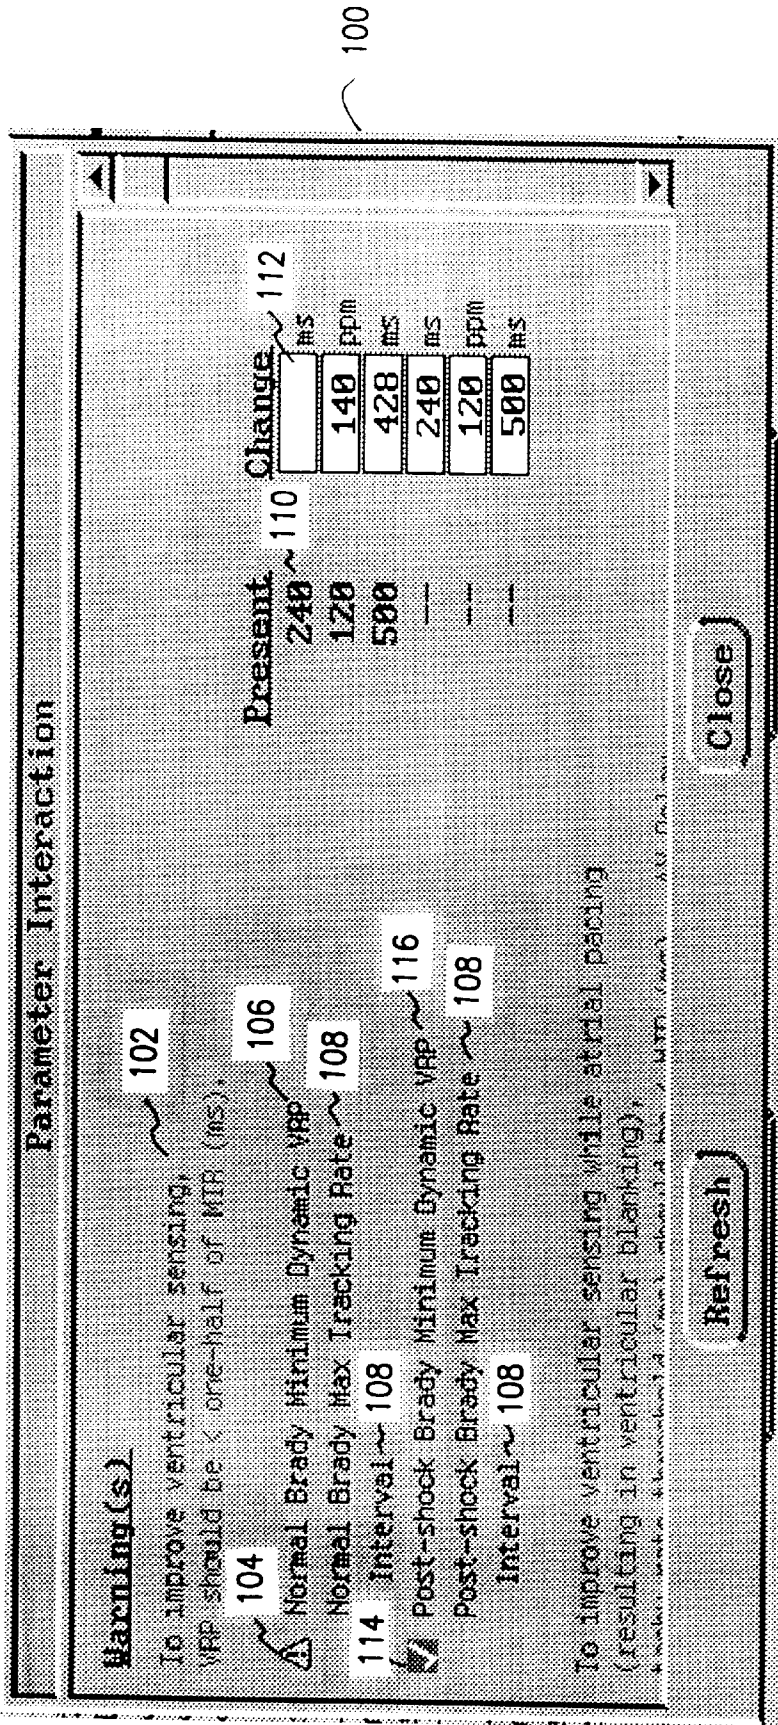 Parameter Interaction
Warning(s)
102
To improve ventricular sensing,
VRP should be < one-half of MTR (ms).
Present Change
104 Normal Brady Minimum Dynamic VRP 106 240 110 112 ms
Normal Brady Max Tracking Rate 108 120 140 ppm
Interval 108 500 428 ms
114 Post-shock Brady Minimum Dynamic VRP 116 -- 240 ms
Post-shock Brady Max Tracking Rate 108 -- 120 ppm
Interval 108 -- 500 ms
To improve ventricular sensing while atrial pacing
(resulting in ventricular blanking),
Refresh Close
100